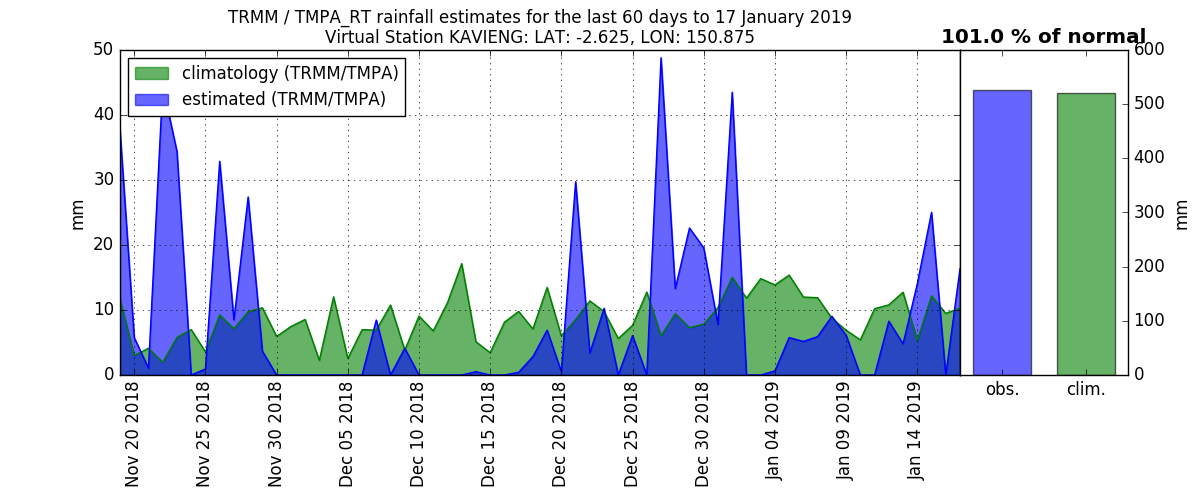 TRMM / TMPA_RT rainfall estimates for the last 60 days to 17 January 2019
Virtual Station KAVIENG: LAT: -2.625, LON: 150.875
101.0 % of normal
climatology (TRMM/TMPA)
estimated (TRMM/TMPA)
mm
50
40
30
20
10
0
Nov 20 2018
Nov 25 2018
Nov 30 2018
Dec 05 2018
Dec 10 2018
Dec 15 2018
Dec 20 2018
Dec 25 2018
Dec 30 2018
Jan 04 2019
Jan 09 2019
Jan 14 2019
obs.
clim.
600
500
400
300
200
100
0
mm